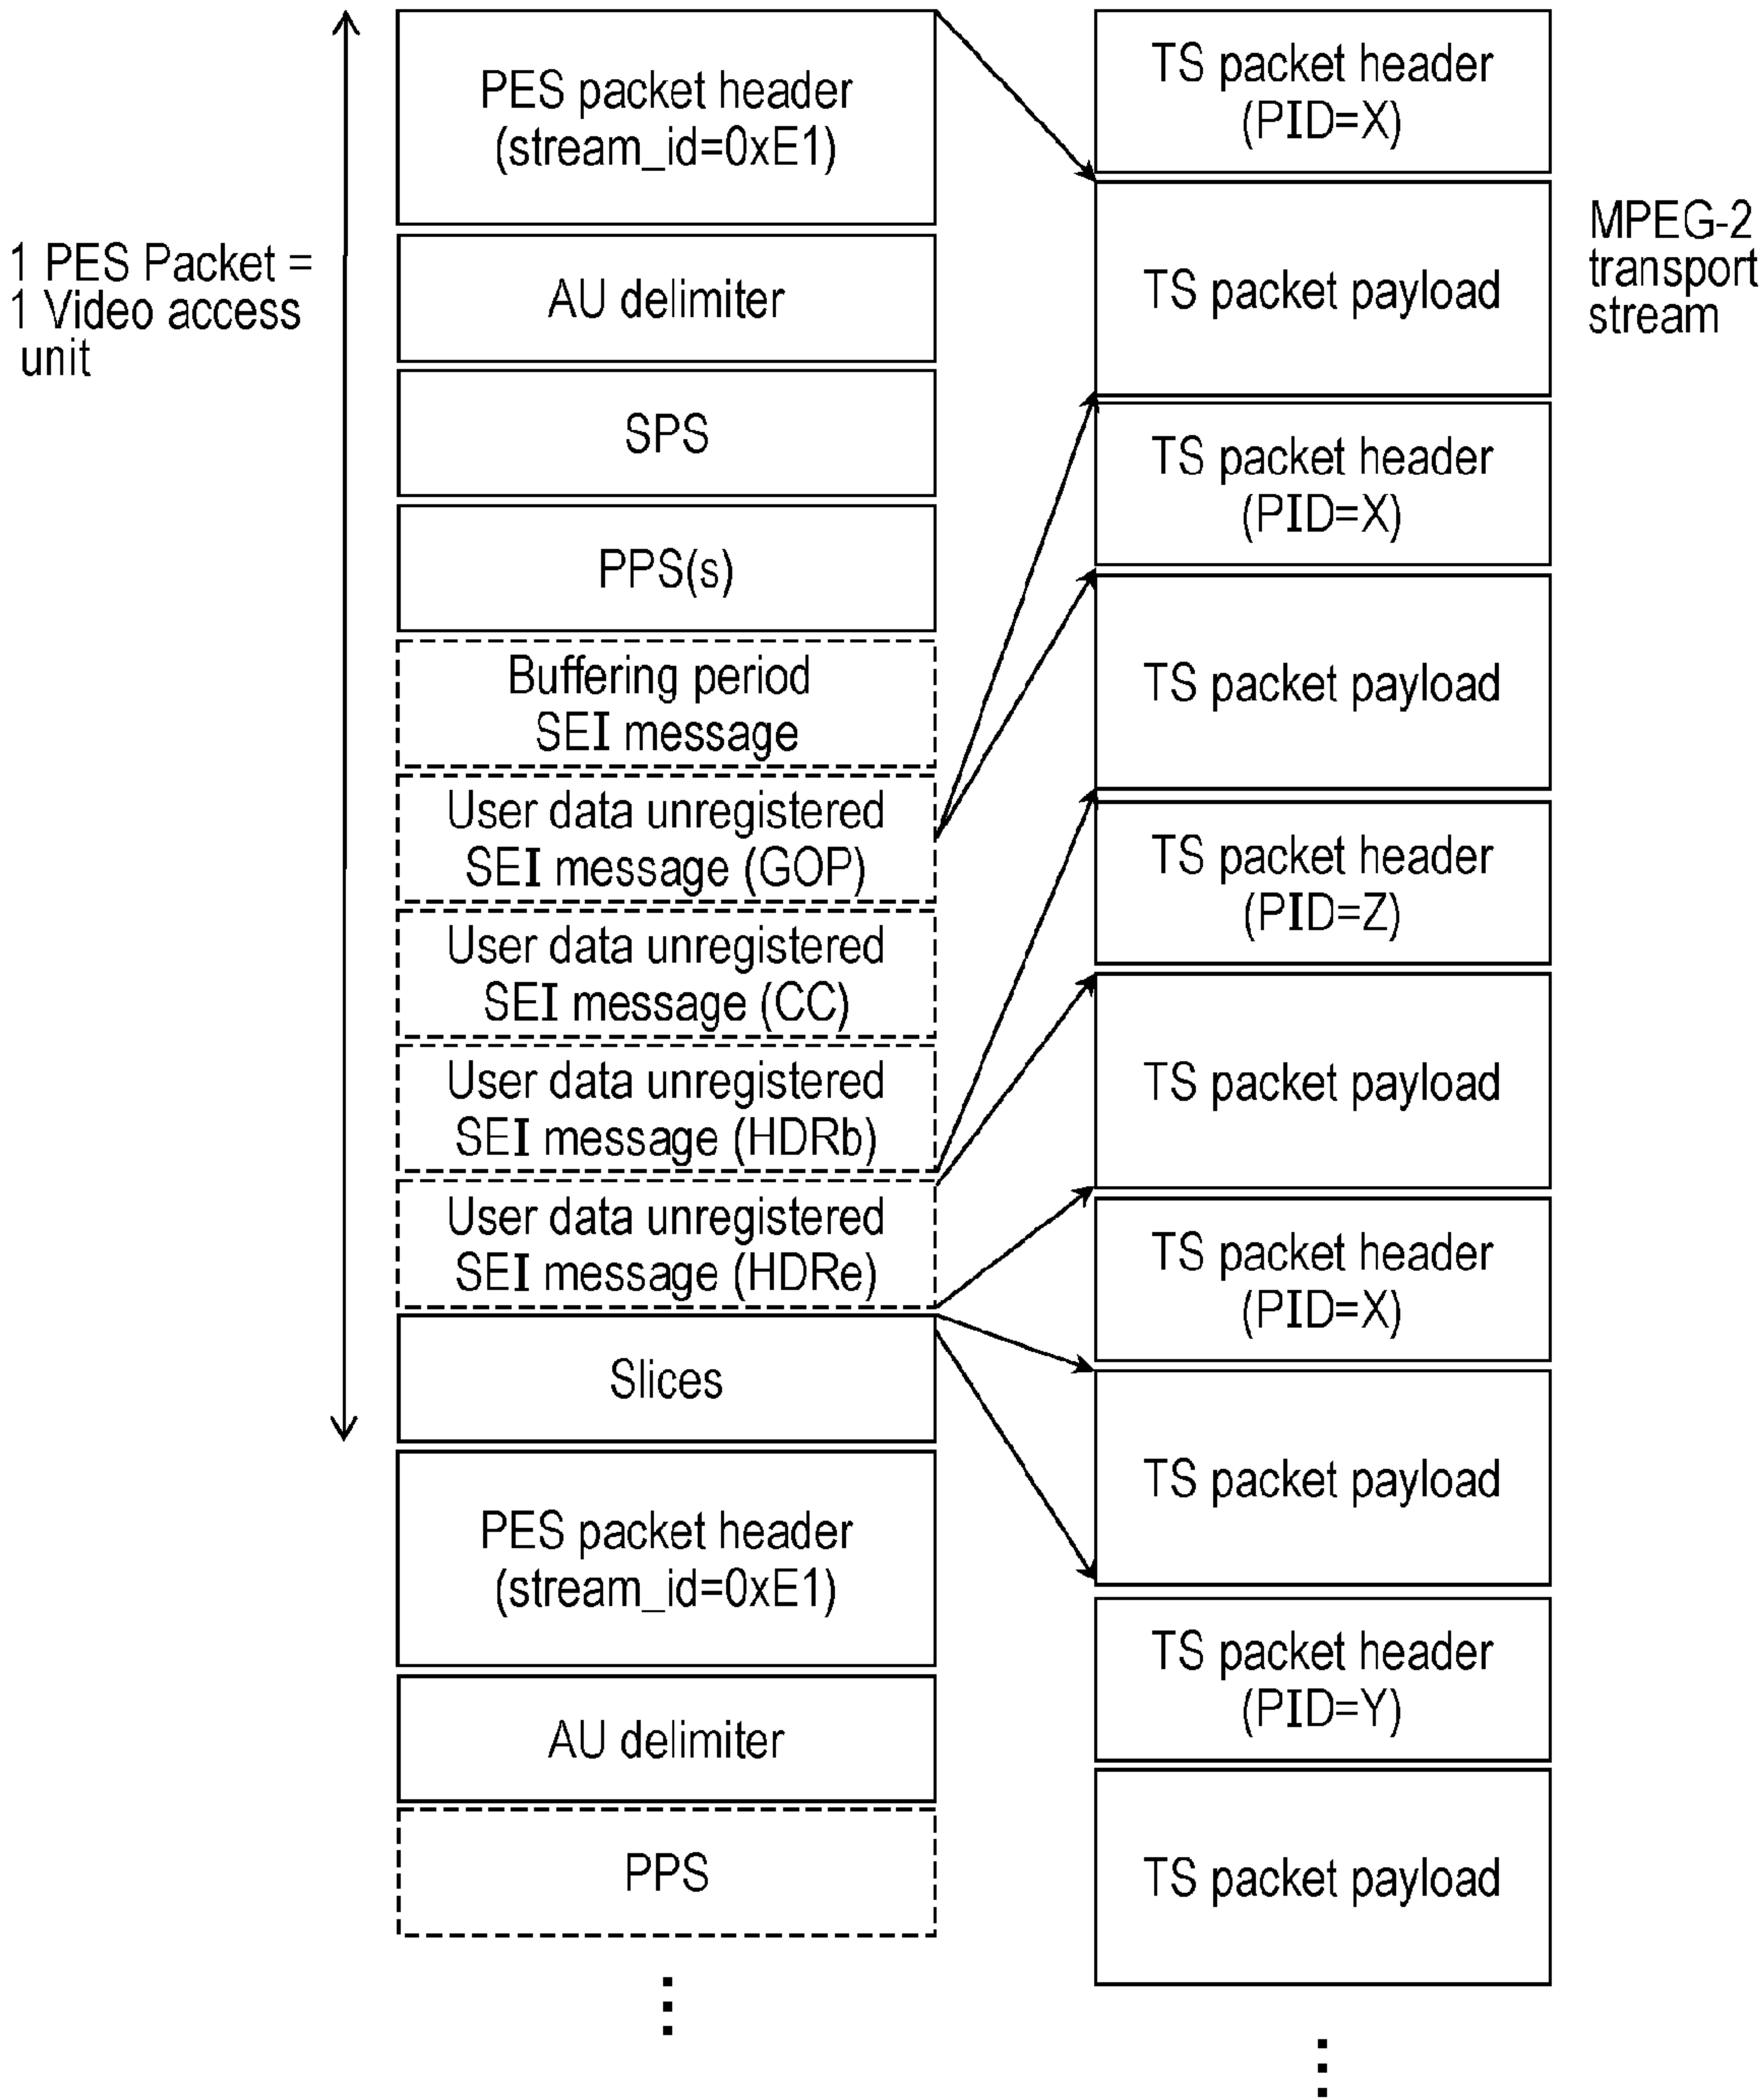 1 PES Packet =
1 Video access
unit
PES packet header
(stream_id=0xE1)
AU delimiter
SPS
PPS(s)
Buffering period
SEI message
User data unregistered
SEI message (GOP)
User data unregistered
SEI message (CC)
User data unregistered
SEI message (HDRb)
User data unregistered
SEI message (HDRe)
Slices
PES packet header
(stream_id=0xE1)
AU delimiter
PPS
TS packet header
(PID=X)
TS packet payload
TS packet header
(PID=X)
TS packet payload
TS packet header
(PID=Z)
TS packet payload
TS packet header
(PID=X)
TS packet payload
TS packet header
(PID=Y)
TS packet payload
MPEG-2
transport
stream